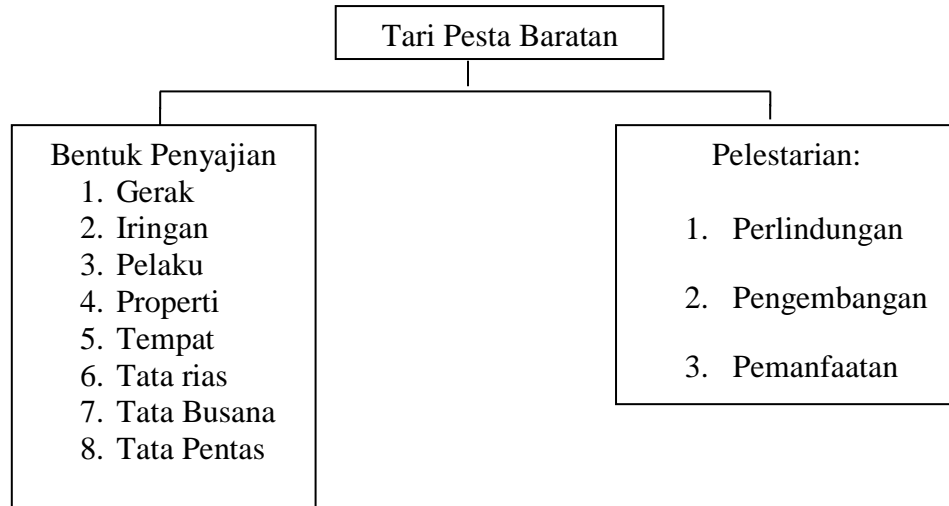 Tari Pesta Baratan
Bentuk Penyajian
1. Gerak
2. Iringan
3. Pelaku
4. Properti
5. Tempat
6. Tata rias
7. Tata Busana
8. Tata Pentas
Pelestarian:
1. Perlindungan
2. Pengembangan
3. Pemanfaatan